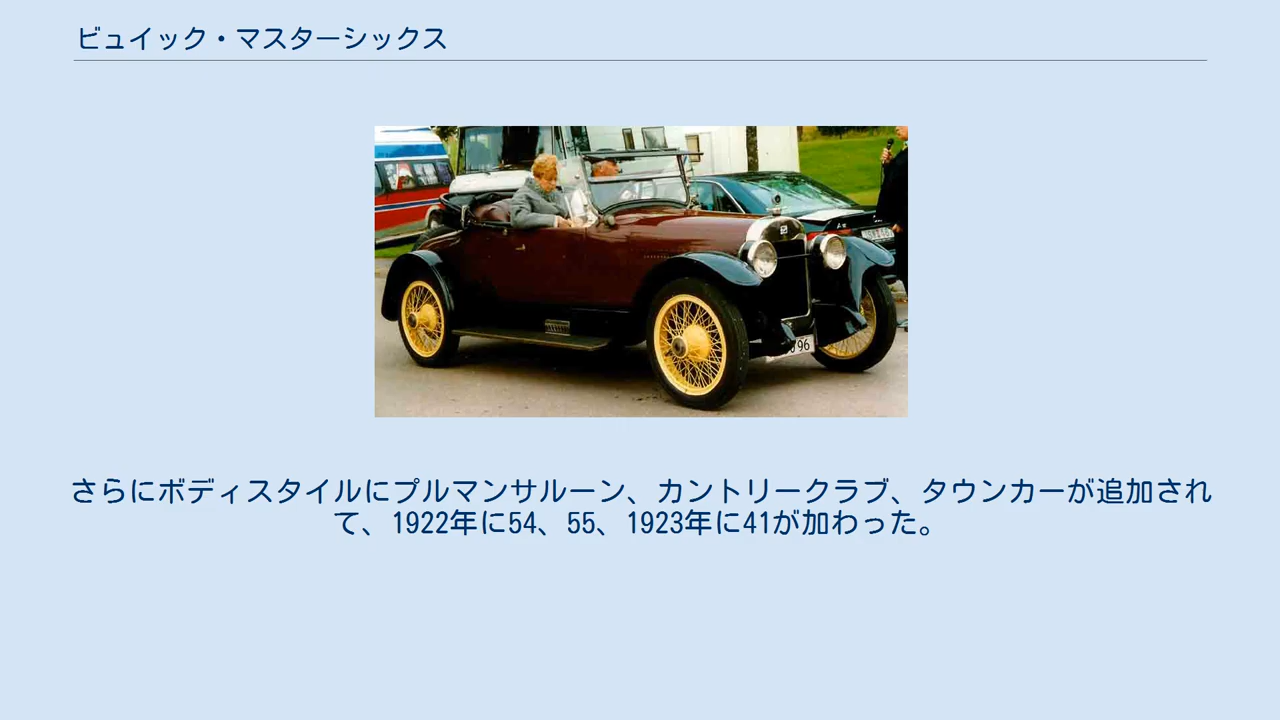 ビュイック・マスターシックス
96
さらにボディスタイルにプルマンサルーン、カントリークラブ、タウンカーが追加され
て、1922年に54、55、1923年に41が加わった。